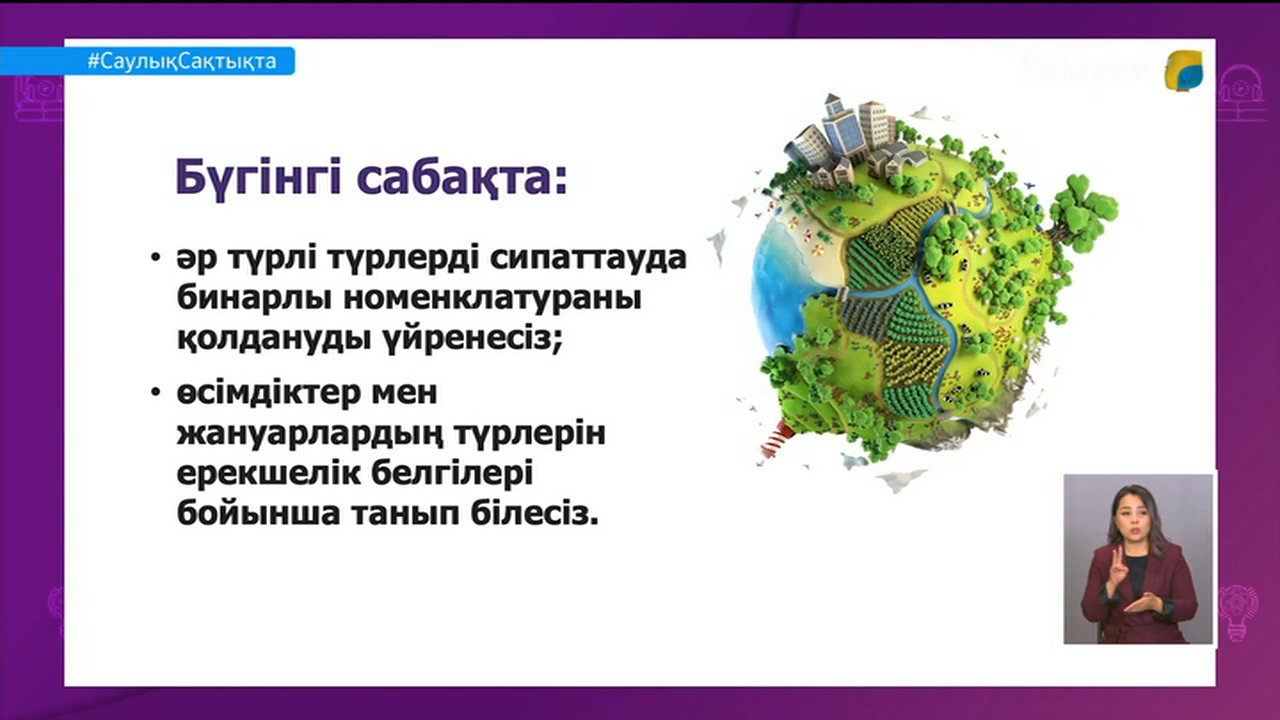 #СаулықСақтықта
Balapan
Бүгінгі сабақта:
• әр түрлі түрлерді сипаттауда
бинарлы номенклатураны
қолдануды үйренесіз;
• өсімдіктер мен
жануарлардың түрлерін
ерекшелік белгілері
бойынша танып білесіз.